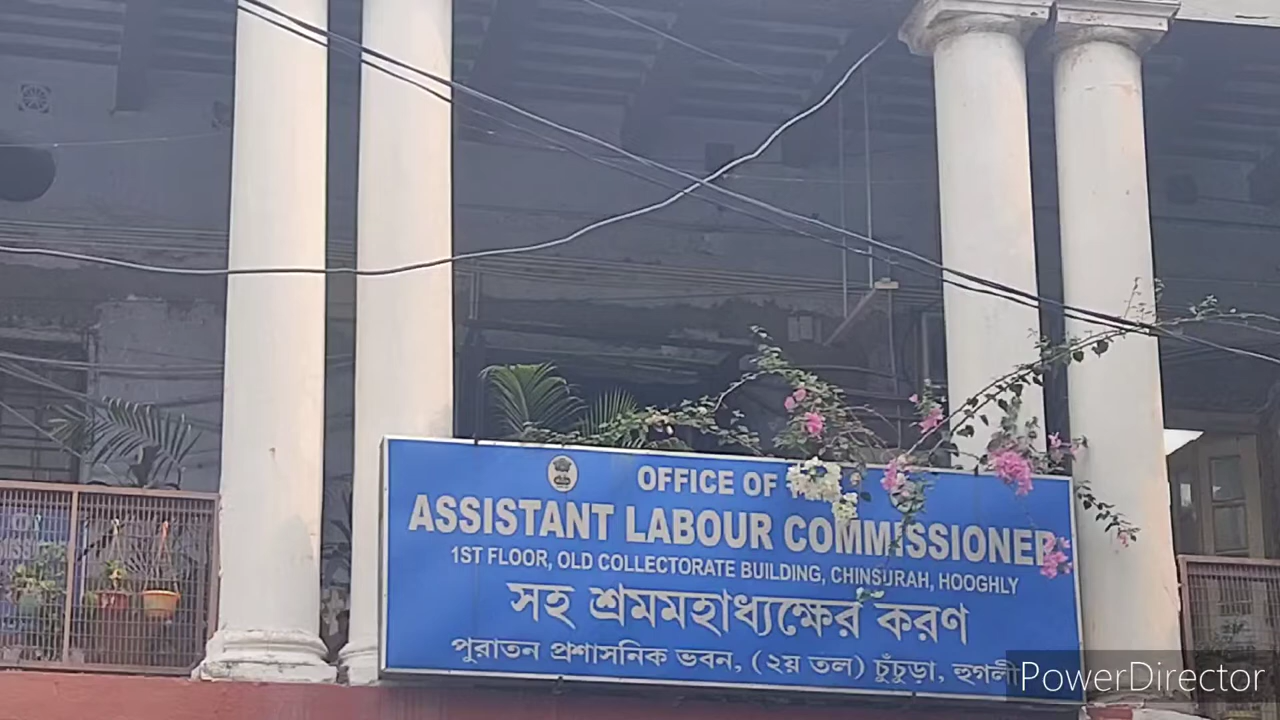 OFFICE OF
ASSISTANT LABOUR COMMISSIONER
1ST FLOOR, OLD COLLECTORATE BUILDING, CHINSURAH, HOOGHLY
সহ শ্রমমহাধ্যক্ষের করণ
পুরাতন প্রশাসনিক ভবন, (২য় তল) চুঁচুড়া, হুগলী
PowerDirector